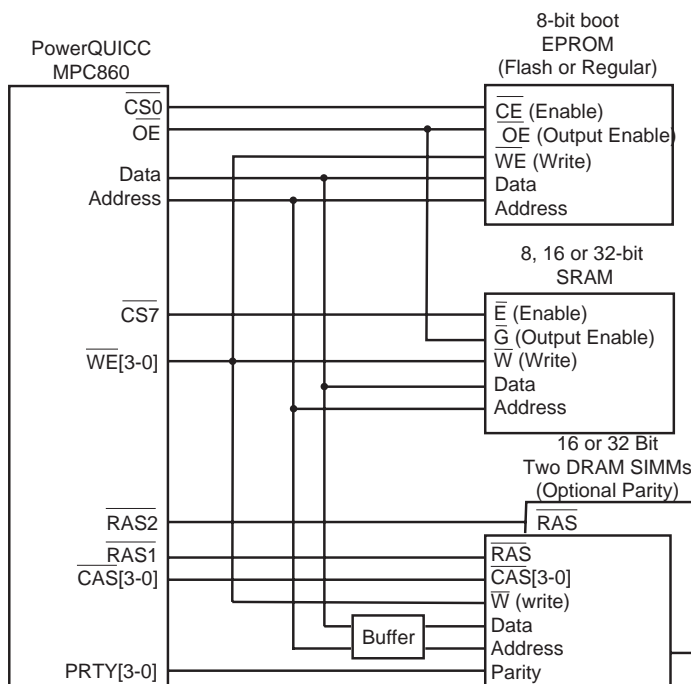 PowerQUICC
MPC860
CS0
OE
Data
Address
CS7
WE[3-0]
RAS2
RAS1
CAS[3-0]
PRTY[3-0]
8-bit boot
EPROM
(Flash or Regular)
CE (Enable)
OE (Output Enable)
WE (Write)
Data
Address
8, 16 or 32-bit
SRAM
E (Enable)
G (Output Enable)
W (Write)
Data
Address
16 or 32 Bit
Two DRAM SIMMs
(Optional Parity)
RAS
RAS
CAS[3-0]
W (write)
Data
Address
Parity
Buffer